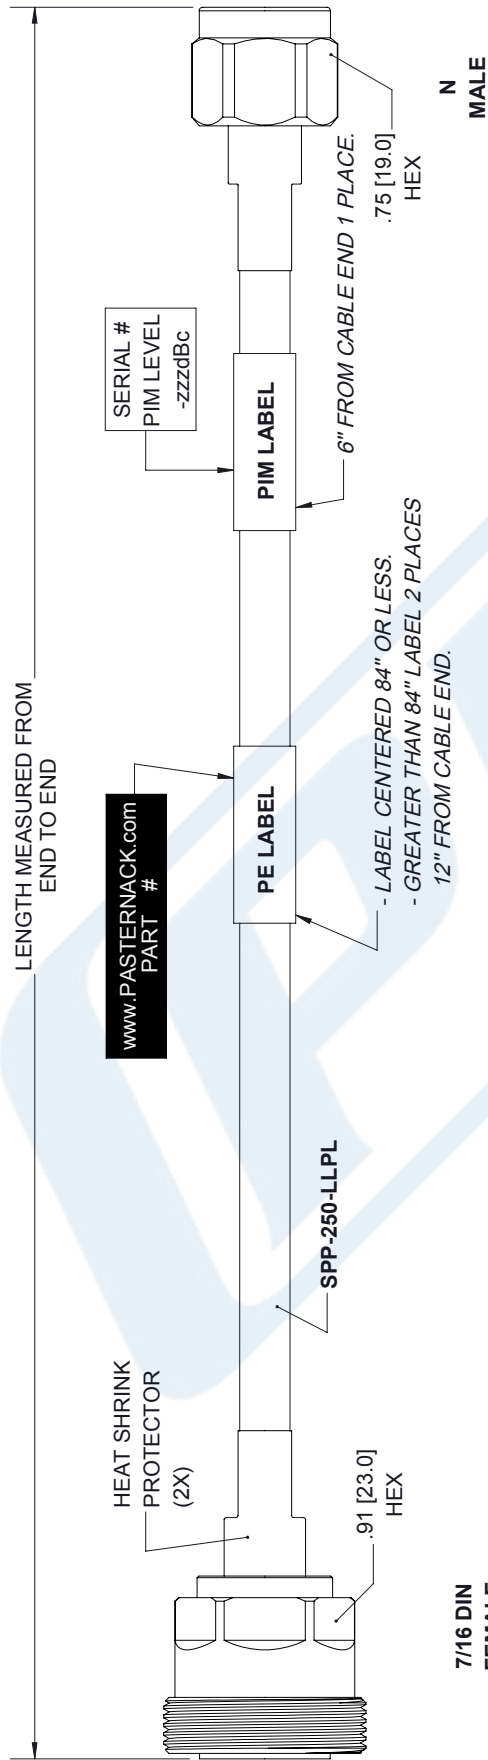 LENGTH MEASURED FROM
END TO END
HEAT SHRINK
PROTECTOR
(2X)
www.PASTERNACK.com
PART #
SERIAL #
PIM LEVEL
-zzzdBc
PE LABEL
PIM LABEL
SPP-250-LLPL
.91 [23.0]
HEX
- LABEL CENTERED 84" OR LESS.
- GREATER THAN 84" LABEL 2 PLACES
12" FROM CABLE END.
6" FROM CABLE END 1 PLACE.
.75 [19.0]
HEX
7/16 DIN
FEMALE
N
MALE